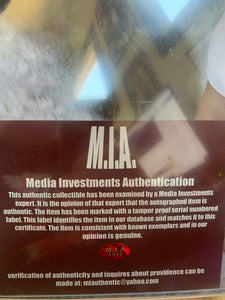 M.I.A.
Media Investments Authentication
This authentic collectible has been examined by a Media Investments
expert. It is the opinion of that expert that the autographed item is
authentic. The item has been marked with a tamper proof serial numbered
label. This label identifies the item in our database and matches it to this
certificate. The item is consistent with known exemplars and in our
opinion is genuine.
verification of authenticity and inquires about providence can be
made at: miauthentic@yahoo.com